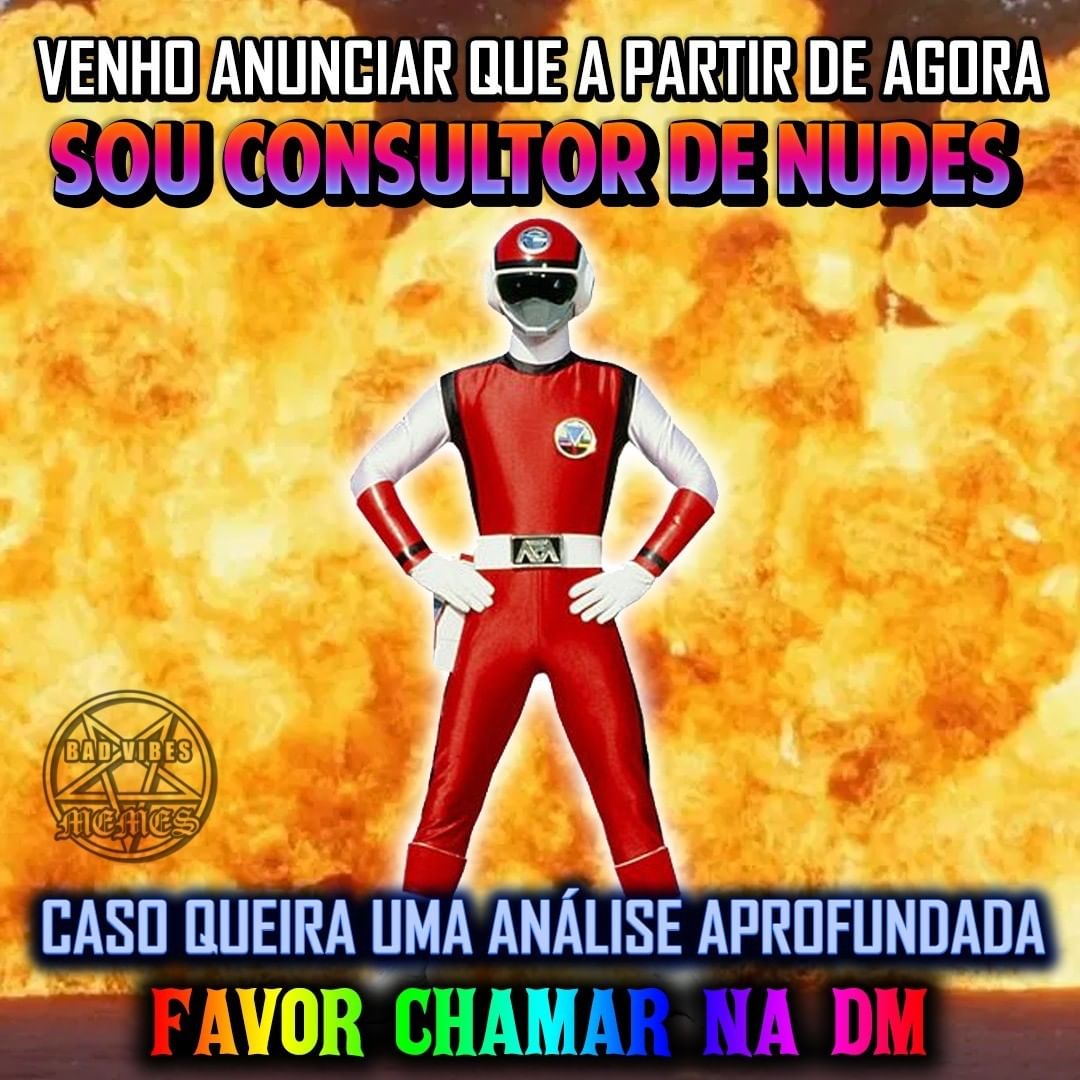 VENHO ANUNCIAR QUE A PARTIR DE AGORA
SOU CONSULTOR DE NUDES
BAD VIBES
MEMES
CASO QUEIRA UMA ANÁLISE APROFUNDADA
FAVOR CHAMAR NA DM